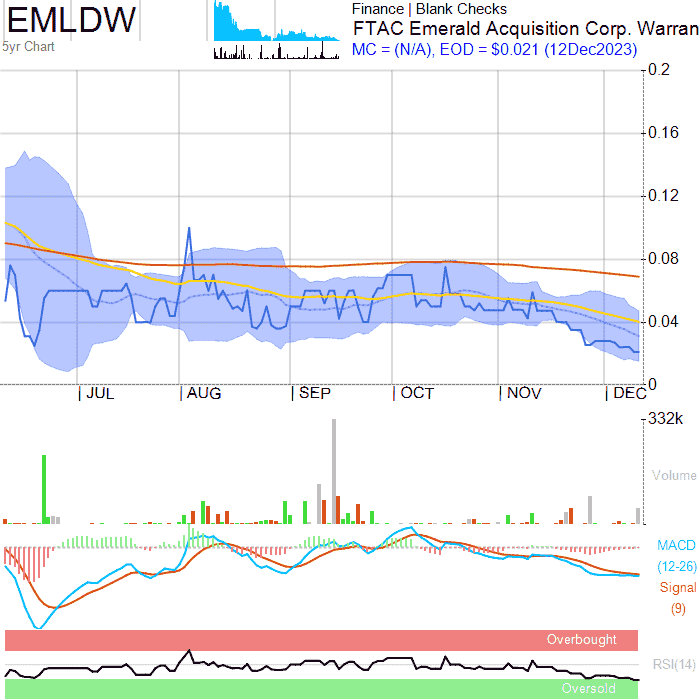 EMLDW
5yr Chart
Finance | Blank Checks
FTAC Emerald Acquisition Corp. Warran
MC = (N/A), EOD = $0.021 (12Dec2023)
0.2
0.16
0.12
0.08
0.04
0
JUL AUG SEP OCT NOV DEC
332k
Volume
MACD
(12-26)
Signal
(9)
Overbought
RSI(14)
Oversold